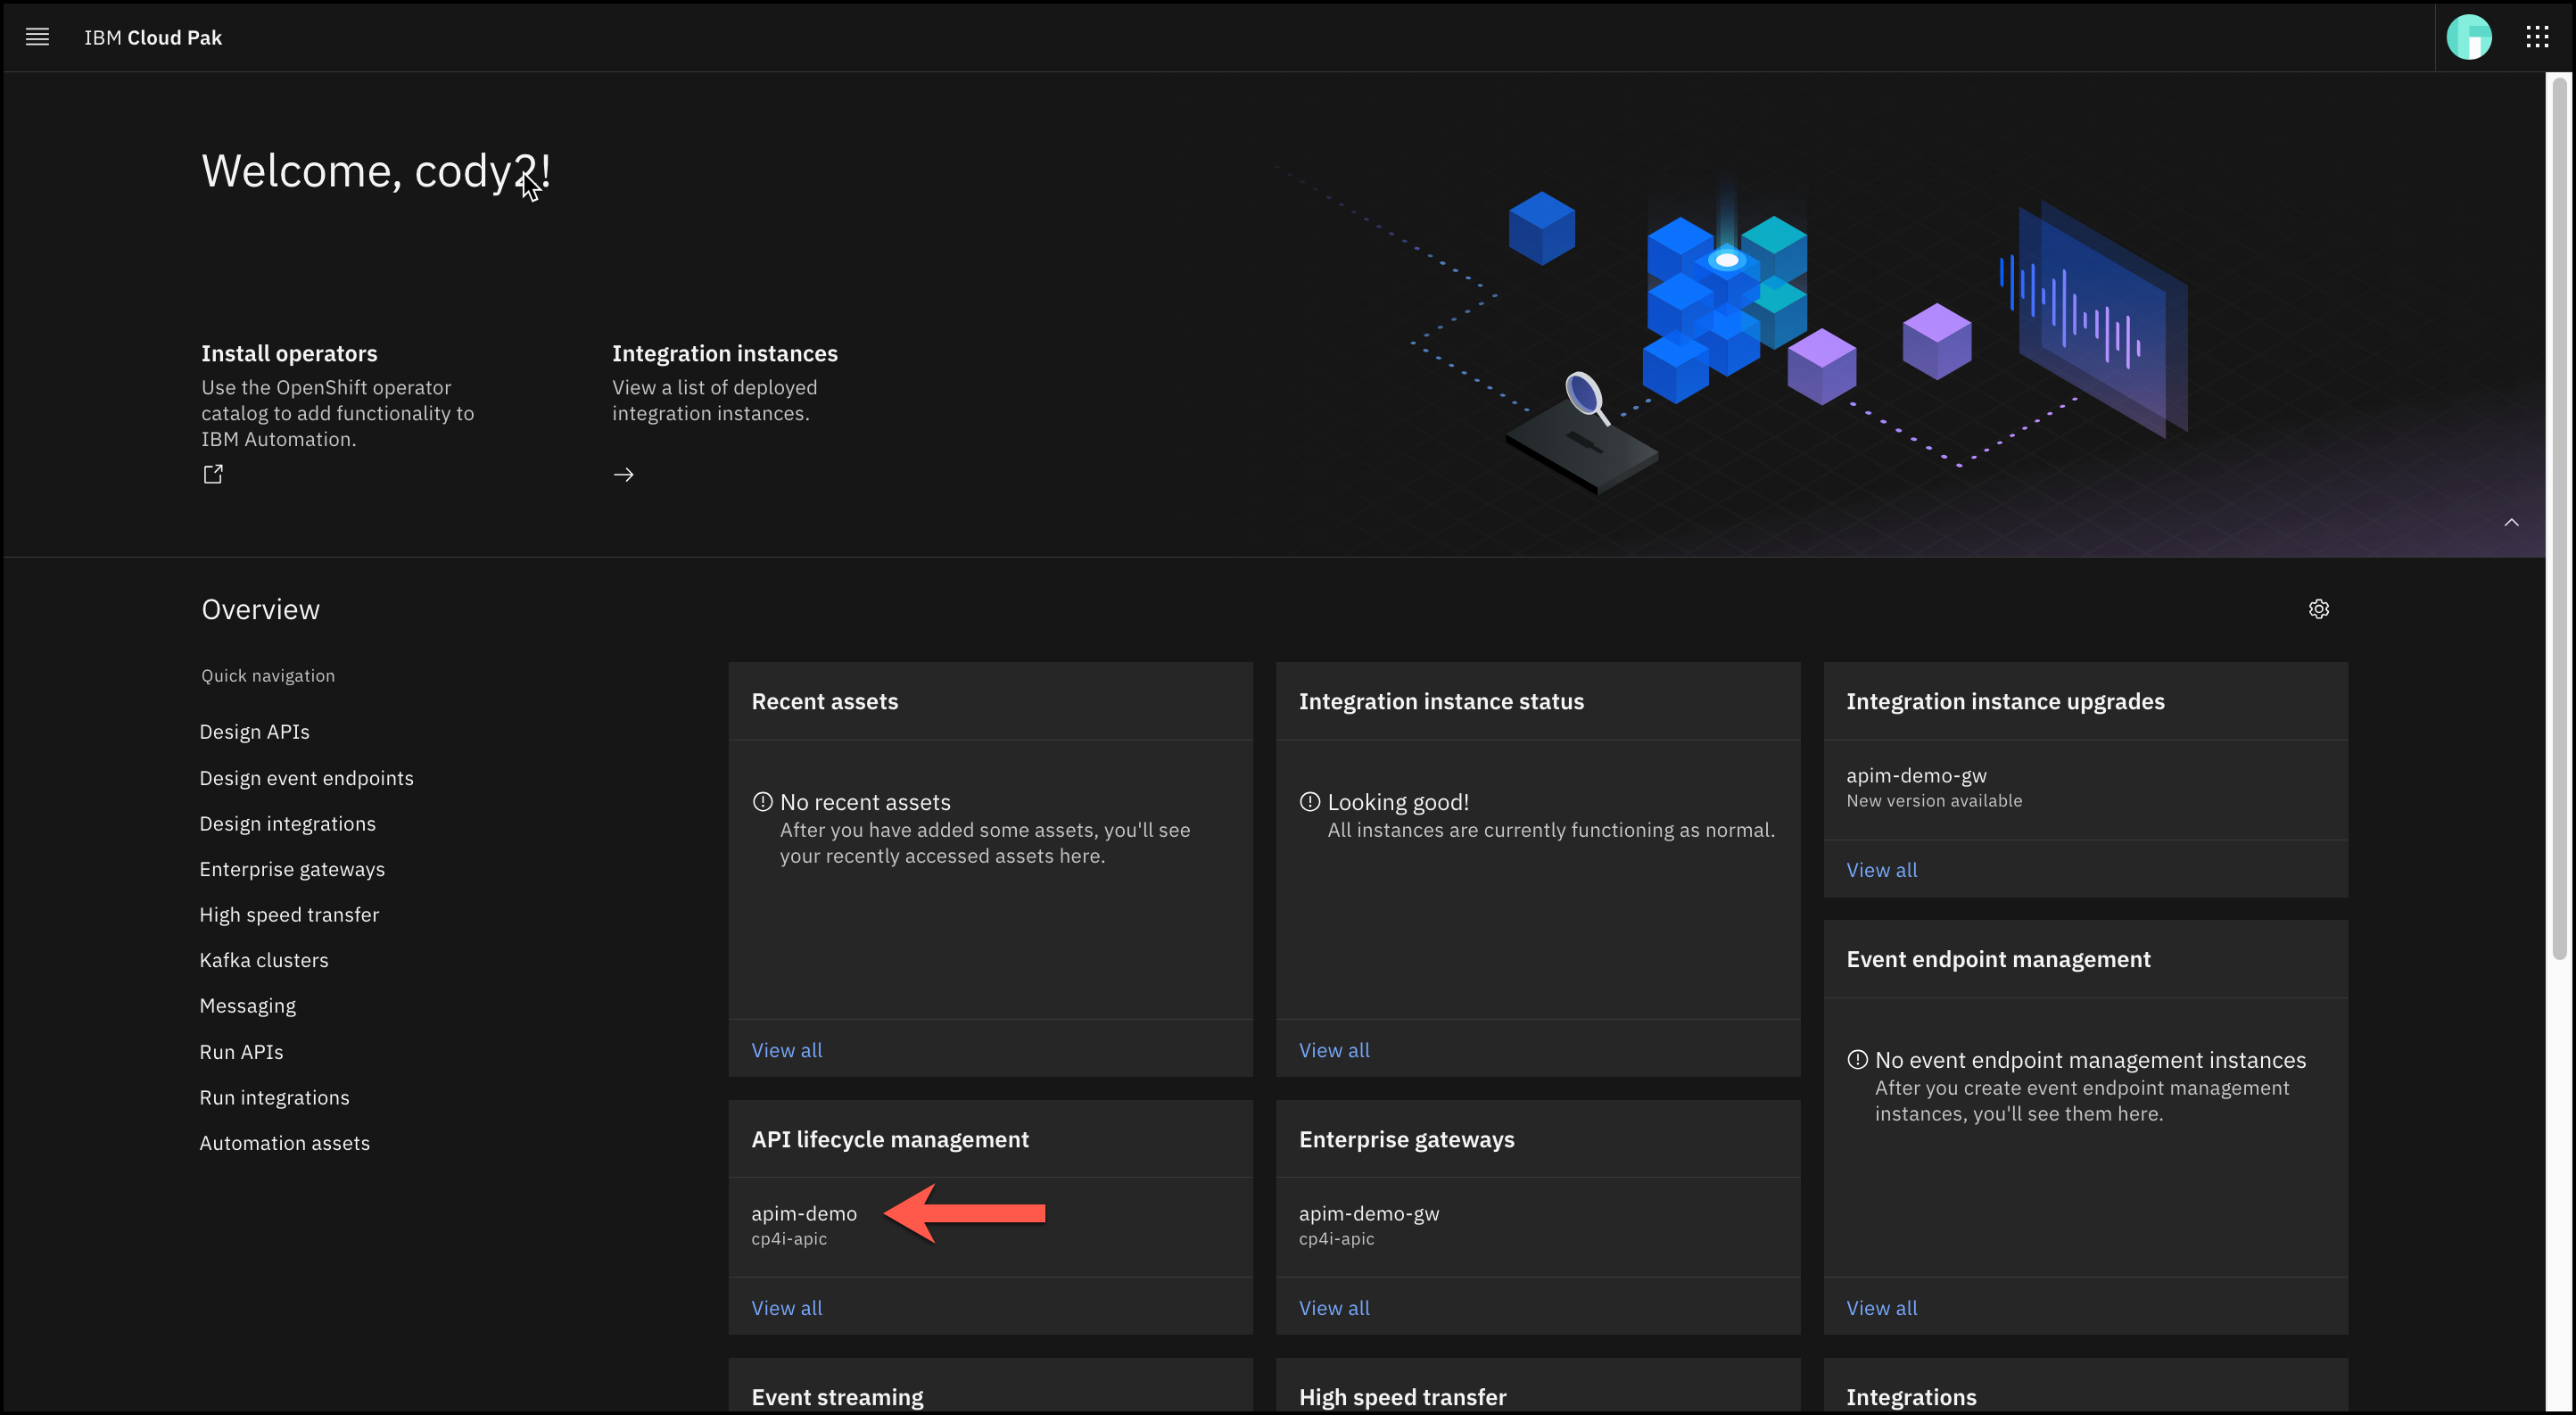 IBM Cloud Pak
Welcome, cody2!
Install operators
Use the OpenShift operator
catalog to add functionality to
IBM Automation.
Integration instances
View a list of deployed
integration instances.
Overview
Quick navigation
Design APIs
Design event endpoints
Design integrations
Enterprise gateways
High speed transfer
Kafka clusters
Messaging
Run APIs
Run integrations
Automation assets
Recent assets
No recent assets
After you have added some assets, you'll see
your recently accessed assets here.
View all
Integration instance status
Looking good!
All instances are currently functioning as normal.
View all
Integration instance upgrades
apim-demo-gw
New version available
View all
API lifecycle management
apim-demo
cp4i-apic
View all
Enterprise gateways
apim-demo-gw
cp4i-apic
View all
Event endpoint management
No event endpoint management instances
After you create event endpoint management
instances, you'll see them here.
View all
Event streaming
High speed transfer
Integrations